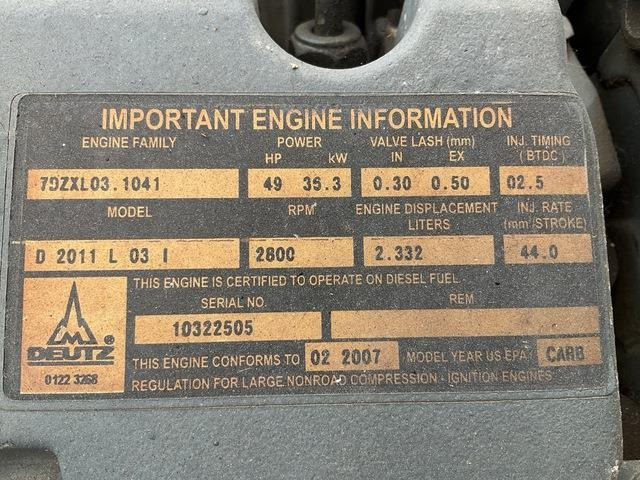 IMPORTANT ENGINE INFORMATION
ENGINE FAMILY POWER VALVE LASH (mm) INJ. TIMING
HP kW IN EX (BTDC)
7DZXL03.1041 49 36.3 0.30 0.50 02.5
MODEL RPM ENGINE DISPLACEMENT INJ. RATE
LITERS (mm³/STROKE)
D 2011 L 03 I 2800 2.332 44.0
THIS ENGINE IS CERTIFIED TO OPERATE ON DIESEL FUEL
SERIAL NO. REM
10322505
DEUTZ ®
0122 3268
THIS ENGINE CONFORMS TO 02 2007 MODEL YEAR US EPA/ CARB
REGULATION FOR LARGE NONROAD COMPRESSION - IGNITION ENGINES